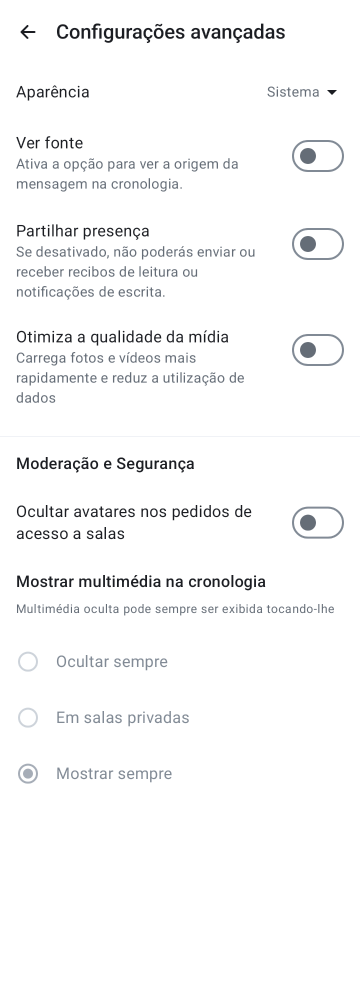 Configurações avançadas
Aparência
Sistema
Ver fonte
Ativa a opção para ver a origem da
mensagem na cronologia.
Partilhar presença
Se desativado, não poderás enviar ou
receber recibos de leitura ou
notificações de escrita.
Otimiza a qualidade da mídia
Carrega fotos e vídeos mais
rapidamente e reduz a utilização de
dados
Moderação e Segurança
Ocultar avatares nos pedidos de
acesso a salas
Mostrar multimédia na cronologia
Multimédia oculta pode sempre ser exibida tocando-lhe
Ocultar sempre
Em salas privadas
Mostrar sempre